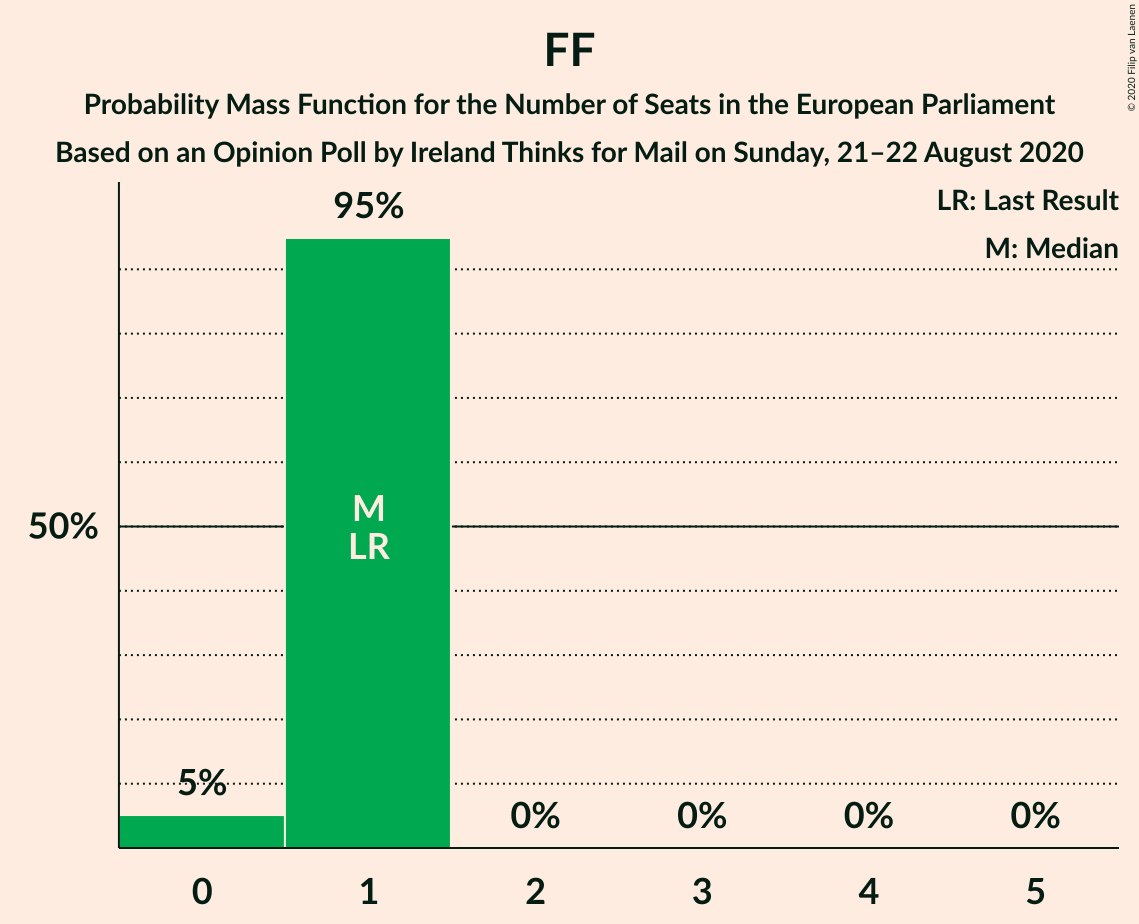 FF
Probability Mass Function for the Number of Seats in the European Parliament
Based on an Opinion Poll by Ireland Thinks for Mail on Sunday, 21–22 August 2020
© 2020 Filip van Laenen
LR: Last Result
M: Median
95%
M
LR
50%
5%
0%
0%
0%
0%
0
1
2
3
4
5